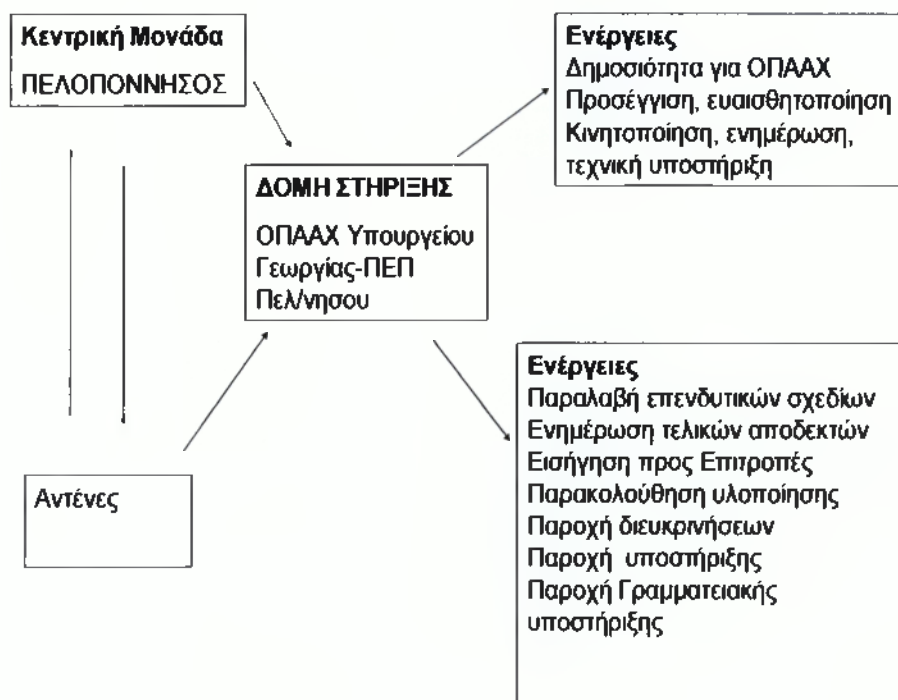 Κεντρική Μονάδα
ΠΕΛΟΠΟΝΝΗΣΟΣ
Ενέργειες
Δημοσιότητα για ΟΠΑΑΧ
Προσέγγιση, ευαισθητοποίηση
Κινητοποίηση, ενημέρωση,
τεχνική υποστήριξη
ΔΟΜΗ ΣΤΗΡΙΞΗΣ
ΟΠΑΑΧ Υπουργείου
Γεωργίας-ΠΕΠ
Πελ/νησου
Αντένες
Ενέργειες
Παραλαβή επενδυτικών σχεδίων
Ενημέρωση τελικών αποδεκτών
Εισήγηση προς Επιτροπές
Παρακολούθηση υλοποίησης
Παροχή διευκρινήσεων
Παροχή υποστήριξης
Παροχή Γραμματειακής
υποστήριξης